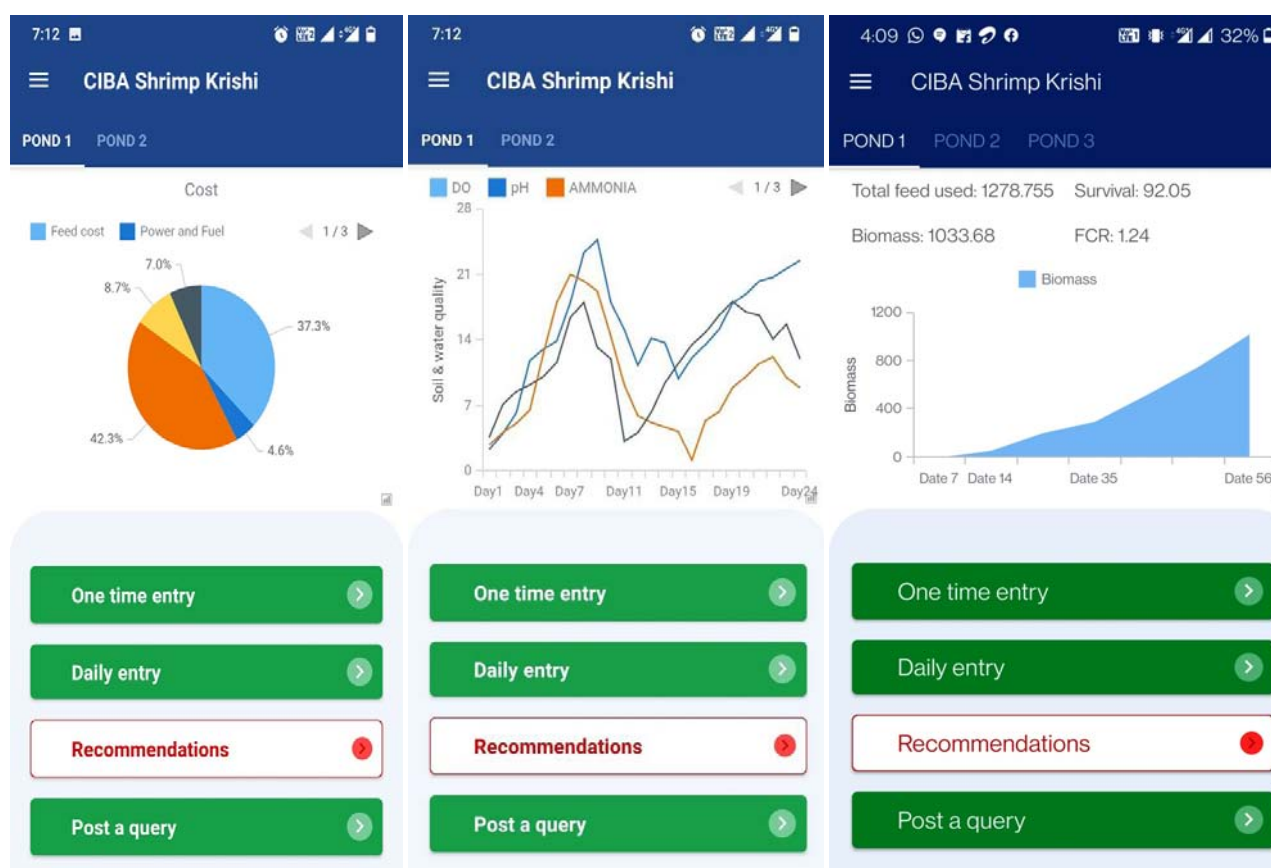 7:12
CIBA Shrimp Krishi
POND 1 POND 2
Cost
Feed cost Power and Fuel 1/3
7.0%
8.7%
37.3%
42.3%
4.6%
One time entry
Daily entry
Recommendations
Post a query
7:12
CIBA Shrimp Krishi
POND 1 POND 2
DO pH AMMONIA 1/3
28
21
14
7
0
Soil & water quality
Day1 Day4 Day7 Day11 Day15 Day19 Day24
One time entry
Daily entry
Recommendations
Post a query
4:09 32%
CIBA Shrimp Krishi
POND 1 POND 2 POND 3
Total feed used: 1278.755 Survival: 92.05
Biomass: 1033.68 FCR: 1.24
Biomass
1200
800
400
0
Biomass
Date 7 Date 14 Date 35 Date 56
One time entry
Daily entry
Recommendations
Post a query